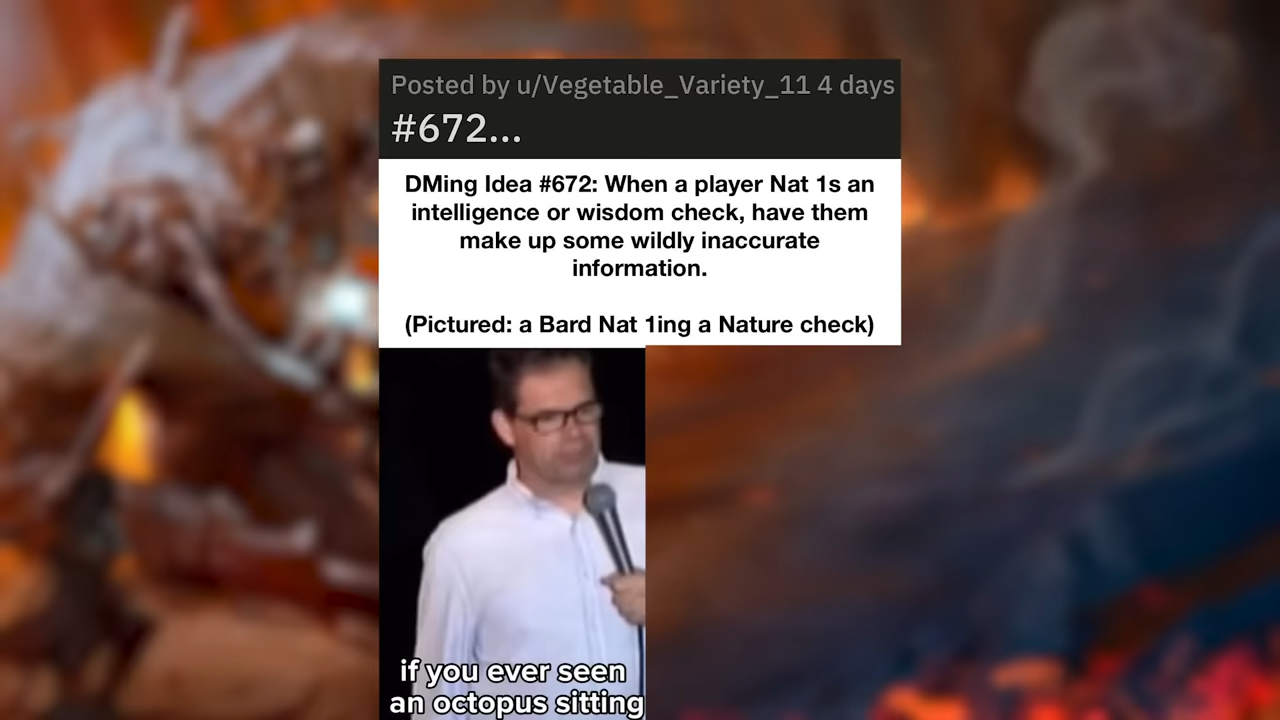 Posted by u/Vegetable_Variety_11 4 days
#672...
DMing Idea #672: When a player Nat 1s an
intelligence or wisdom check, have them
make up some wildly inaccurate
information.
(Pictured: a Bard Nat 1ing a Nature check)
if you ever seen
an octopus sitting